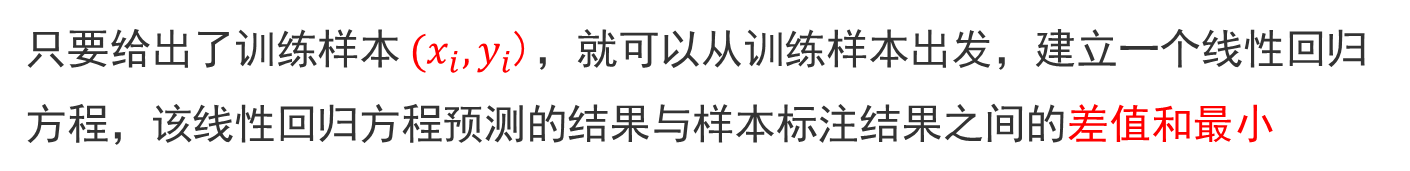 只要给出了训练样本 (xᵢ, yᵢ)，就可以从训练样本出发，建立一个线性回归
方程，该线性回归方程预测的结果与样本标注结果之间的差值和最小